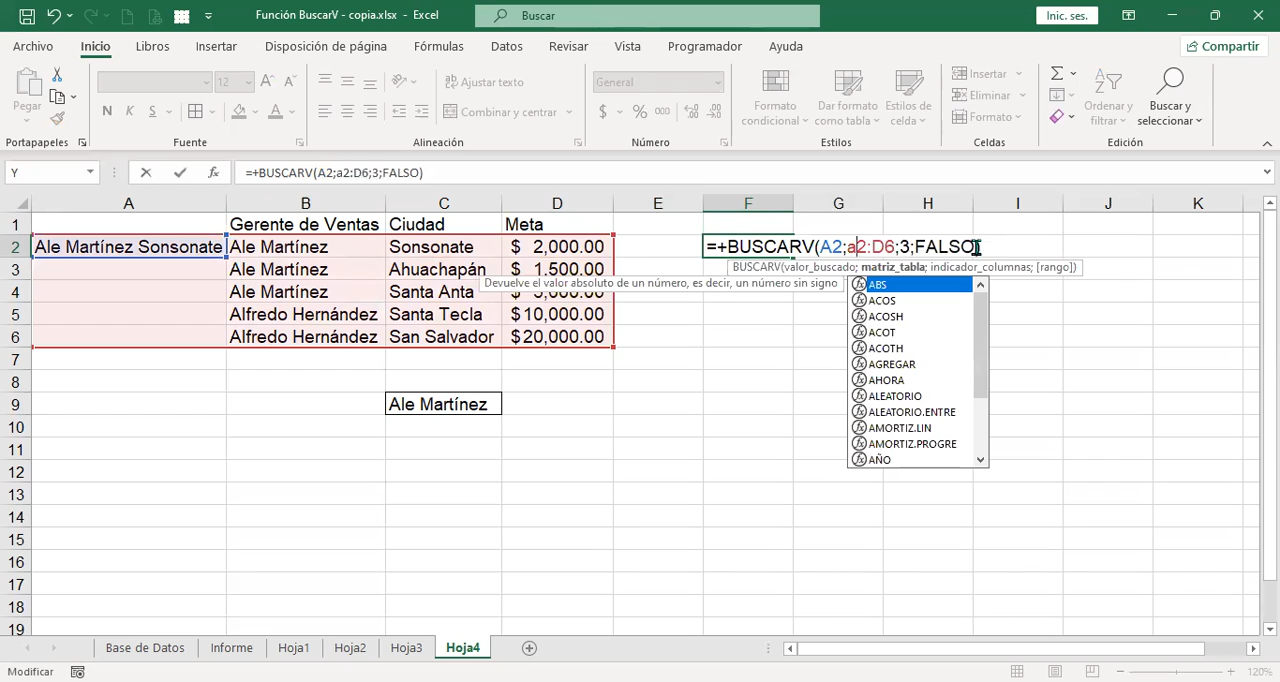 Función BuscarV - copia.xlsx - Excel
Buscar
Inic. ses.
Archivo Inicio Libros Insertar Disposición de página Fórmulas Datos Revisar Vista Programador Ayuda
Compartir
Pegar
12
N K S
Ajustar texto
Combinar y centrar
General
$ % 000
Formato condicional
Dar formato como tabla
Estilos de celda
Insertar
Eliminar
Formato
Ordenar y filtrar
Buscar y seleccionar
Portapapeles Fuente Alineación Número Estilos Celdas Edición
Y
fx
=+BUSCARV(A2;a2:D6;3;FALSO)
A B C D E F G H I J K
1 Gerente de Ventas Ciudad Meta
2 Ale Martínez Sonsonate Ale Martínez Sonsonate $ 2,000.00 =+BUSCARV(A2;a2:D6;3;FALSO)
BUSCARV(valor_buscado; matriz_tabla; indicador_columnas; [rango])
3 Ale Martínez Ahuachapán $ 1,500.00
Devuelve el valor absoluto de un número, es decir, un número sin signo
4 Ale Martínez Santa Anta
5 Alfredo Hernández Santa Tecla $10,000.00
6 Alfredo Hernández San Salvador $20,000.00
7
8
9 Ale Martínez
10
11
12
13
14
15
16
17
18
19
ABS
ACOS
ACOSH
ACOT
ACOTH
AGREGAR
AHORA
ALEATORIO
ALEATORIO.ENTRE
AMORTIZ.LIN
AMORTIZ.PROGRE
AÑO
Base de Datos Informe Hoja1 Hoja2 Hoja3 Hoja4
Modificar
120%